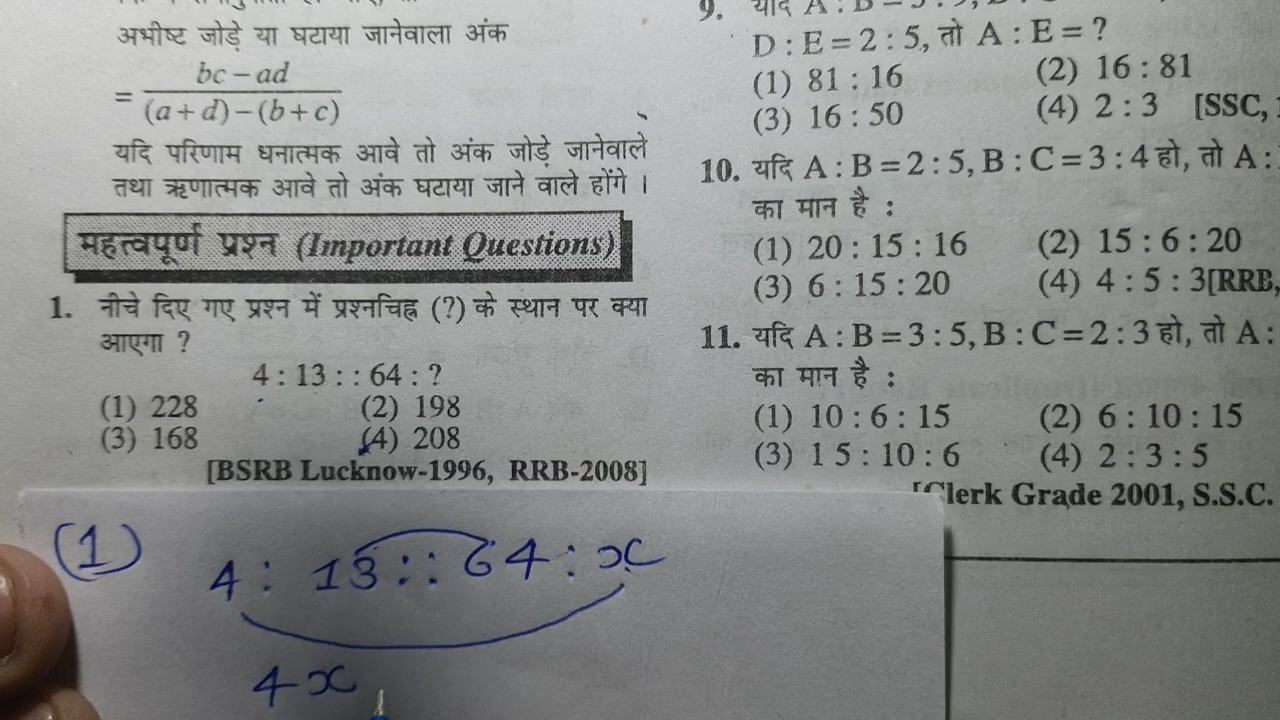 अभीष्ट जोड़े या घटाया जानेवाला अंक
= bc – ad / (a + d) – (b + c)
यदि परिणाम धनात्मक आवे तो अंक जोड़े जानेवाले
तथा ऋणात्मक आवे तो अंक घटाया जाने वाले होंगे ।
महत्त्वपूर्ण प्रश्न (Important Questions)
1. नीचे दिए गए प्रश्न में प्रश्नचिह्न (?) के स्थान पर क्या
आएगा ?
4 : 13 : : 64 : ?
(1) 228 (2) 198
(3) 168 (4) 208
[BSRB Lucknow-1996, RRB-2008]
(1) 4 : 13 : : 64 : x
4x
9. यदि A : B
D : E = 2 : 5, तो A : E = ?
(1) 81 : 16 (2) 16 : 81
(3) 16 : 50 (4) 2 : 3 [SSC,
10. यदि A : B = 2 : 5, B : C = 3 : 4 हो, तो A :
का मान है :
(1) 20 : 15 : 16 (2) 15 : 6 : 20
(3) 6 : 15 : 20 (4) 4 : 5 : 3[RRB,
11. यदि A : B = 3 : 5, B : C = 2 : 3 हो, तो A :
का मान है :
(1) 10 : 6 : 15 (2) 6 : 10 : 15
(3) 15 : 10 : 6 (4) 2 : 3 : 5
[Clerk Grade 2001, S.S.C.